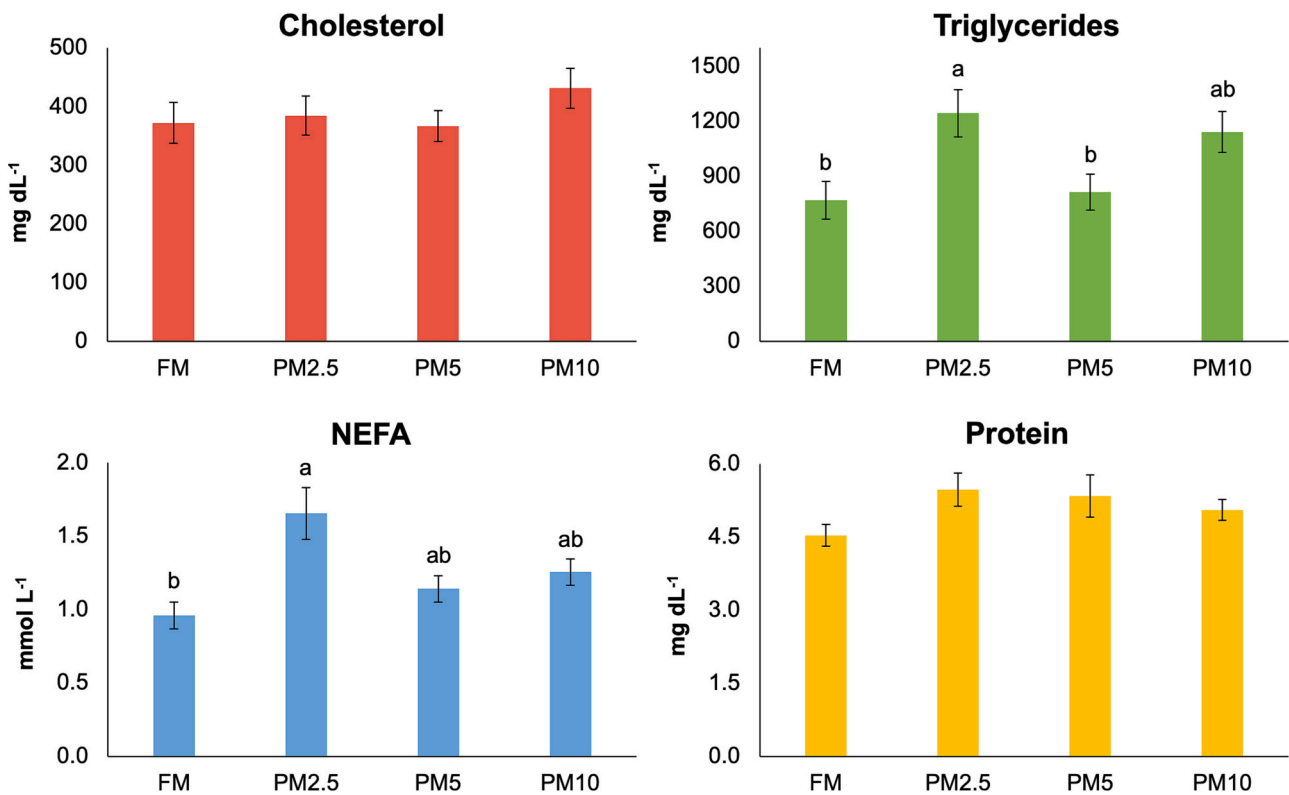 Cholesterol
500
400
300
200
100
0
mg dL⁻¹
FM PM2.5 PM5 PM10
Triglycerides
1500
1200
900
600
300
0
mg dL⁻¹
b a b ab
FM PM2.5 PM5 PM10
NEFA
2.0
1.5
1.0
0.5
0.0
mmol L⁻¹
b a ab ab
FM PM2.5 PM5 PM10
Protein
6.0
4.5
3.0
1.5
0.0
mg dL⁻¹
FM PM2.5 PM5 PM10